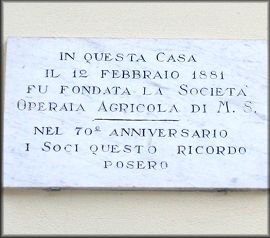 IN QUESTA CASA
IL 12 FEBBRAIO 1881
FU FONDATA LA SOCIETÀ
OPERAIA AGRICOLA DI M. S.
NEL 70º ANNIVERSARIO
I SOCI QUESTO RICORDO
POSERO